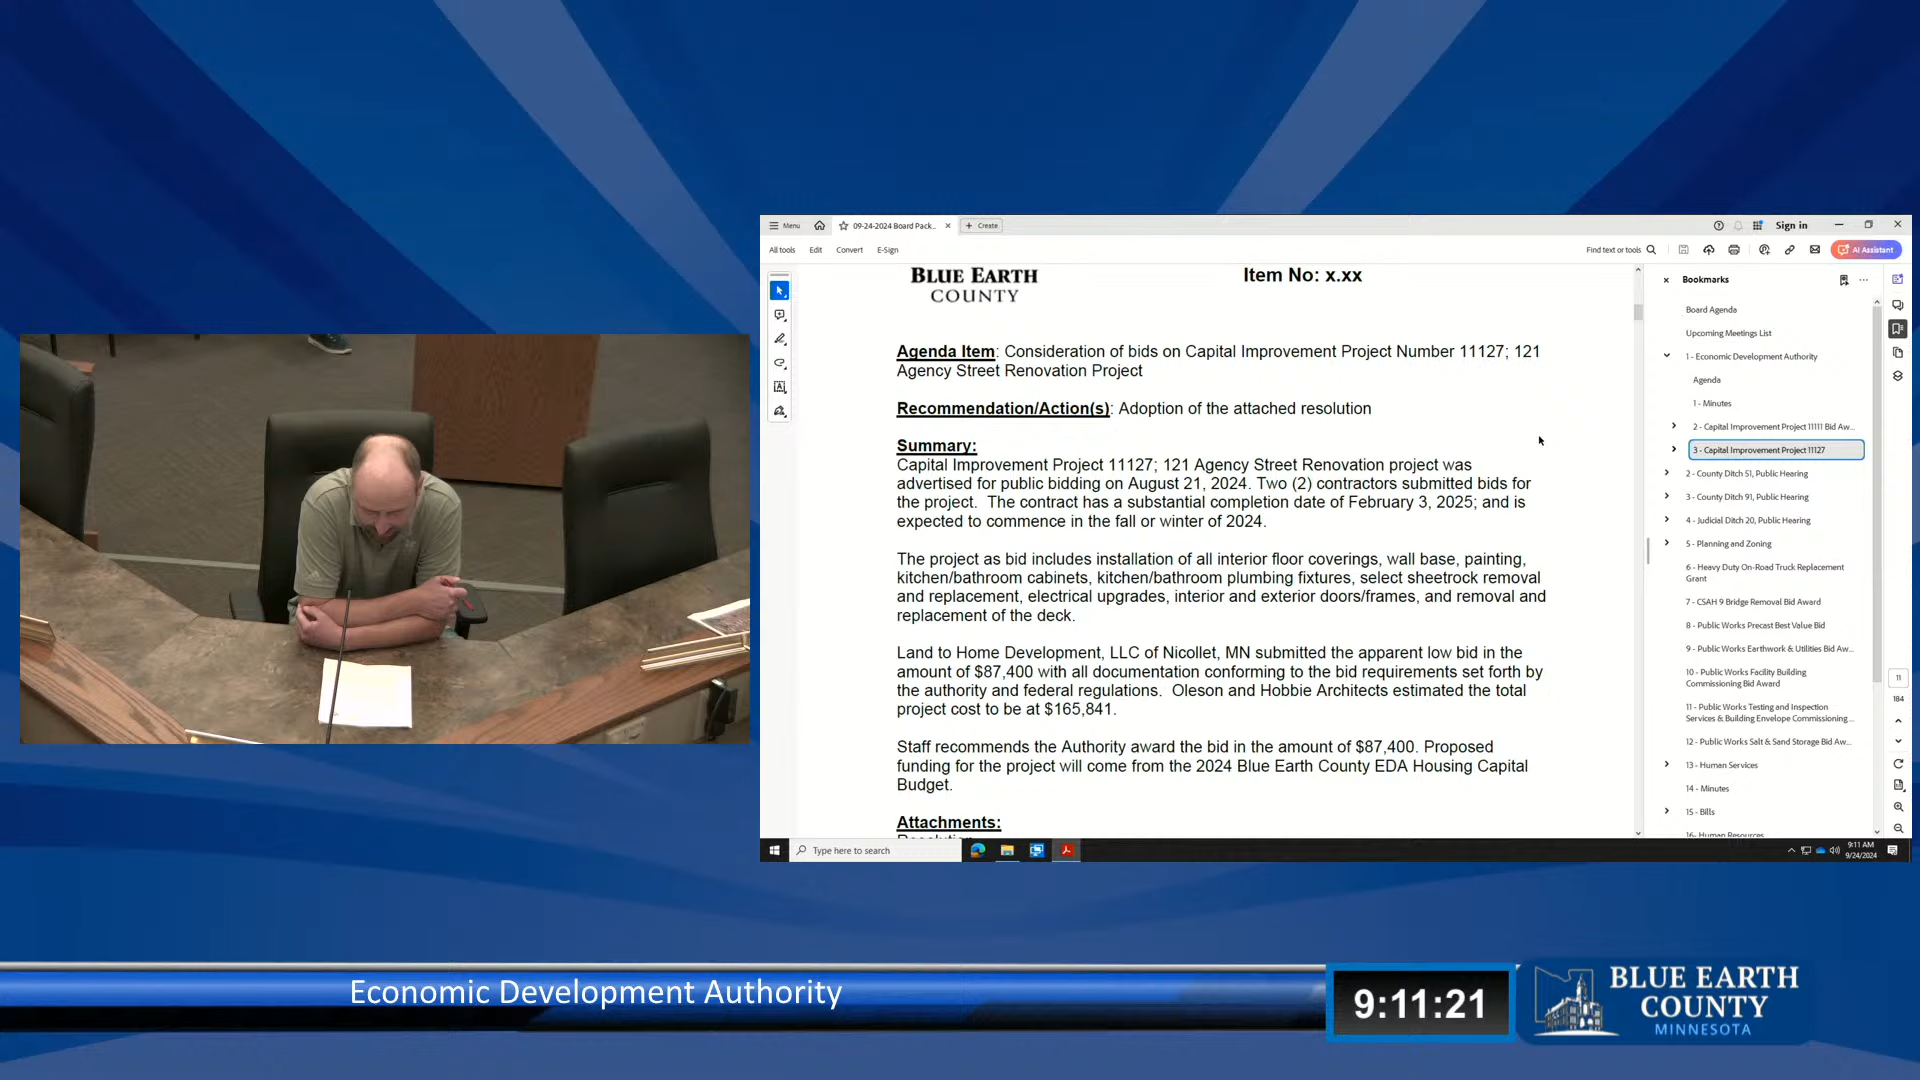 Menu
09-24-2024 Board Pack...
Create
Sign in
All tools
Edit
Convert
E-Sign
Find text or tools
AI Assistant
BLUE EARTH
COUNTY
Item No: x.xx
Agenda Item: Consideration of bids on Capital Improvement Project Number 11127; 121
Agency Street Renovation Project
Recommendation/Action(s): Adoption of the attached resolution
Summary:
Capital Improvement Project 11127; 121 Agency Street Renovation project was
advertised for public bidding on August 21, 2024. Two (2) contractors submitted bids for
the project. The contract has a substantial completion date of February 3, 2025; and is
expected to commence in the fall or winter of 2024.
The project as bid includes installation of all interior floor coverings, wall base, painting,
kitchen/bathroom cabinets, kitchen/bathroom plumbing fixtures, select sheetrock removal
and replacement, electrical upgrades, interior and exterior doors/frames, and removal and
replacement of the deck.
Land to Home Development, LLC of Nicollet, MN submitted the apparent low bid in the
amount of $87,400 with all documentation conforming to the bid requirements set forth by
the authority and federal regulations. Oleson and Hobbie Architects estimated the total
project cost to be at $165,841.
Staff recommends the Authority award the bid in the amount of $87,400. Proposed
funding for the project will come from the 2024 Blue Earth County EDA Housing Capital
Budget.
Attachments:
Bookmarks
Board Agenda
Upcoming Meetings List
1 - Economic Development Authority
Agenda
1 - Minutes
2 - Capital Improvement Project 11111 Bid Aw...
3 - Capital Improvement Project 11127
2 - County Ditch 51, Public Hearing
3 - County Ditch 91, Public Hearing
4 - Judicial Ditch 20, Public Hearing
5 - Planning and Zoning
6 - Heavy Duty On-Road Truck Replacement
Grant
7 - CSAH 9 Bridge Removal Bid Award
8 - Public Works Precast Best Value Bid
9 - Public Works Earthwork & Utilities Bid Aw...
10 - Public Works Facility Building
Commissioning Bid Award
11 - Public Works Testing and Inspection
Services & Building Envelope Commissioning ...
12 - Public Works Salt & Sand Storage Bid Aw...
13 - Human Services
14 - Minutes
15 - Bills
16- Human Resources
11
184
Type here to search
9:11 AM
9/24/2024
Economic Development Authority
9:11:21
BLUE EARTH
COUNTY
MINNESOTA